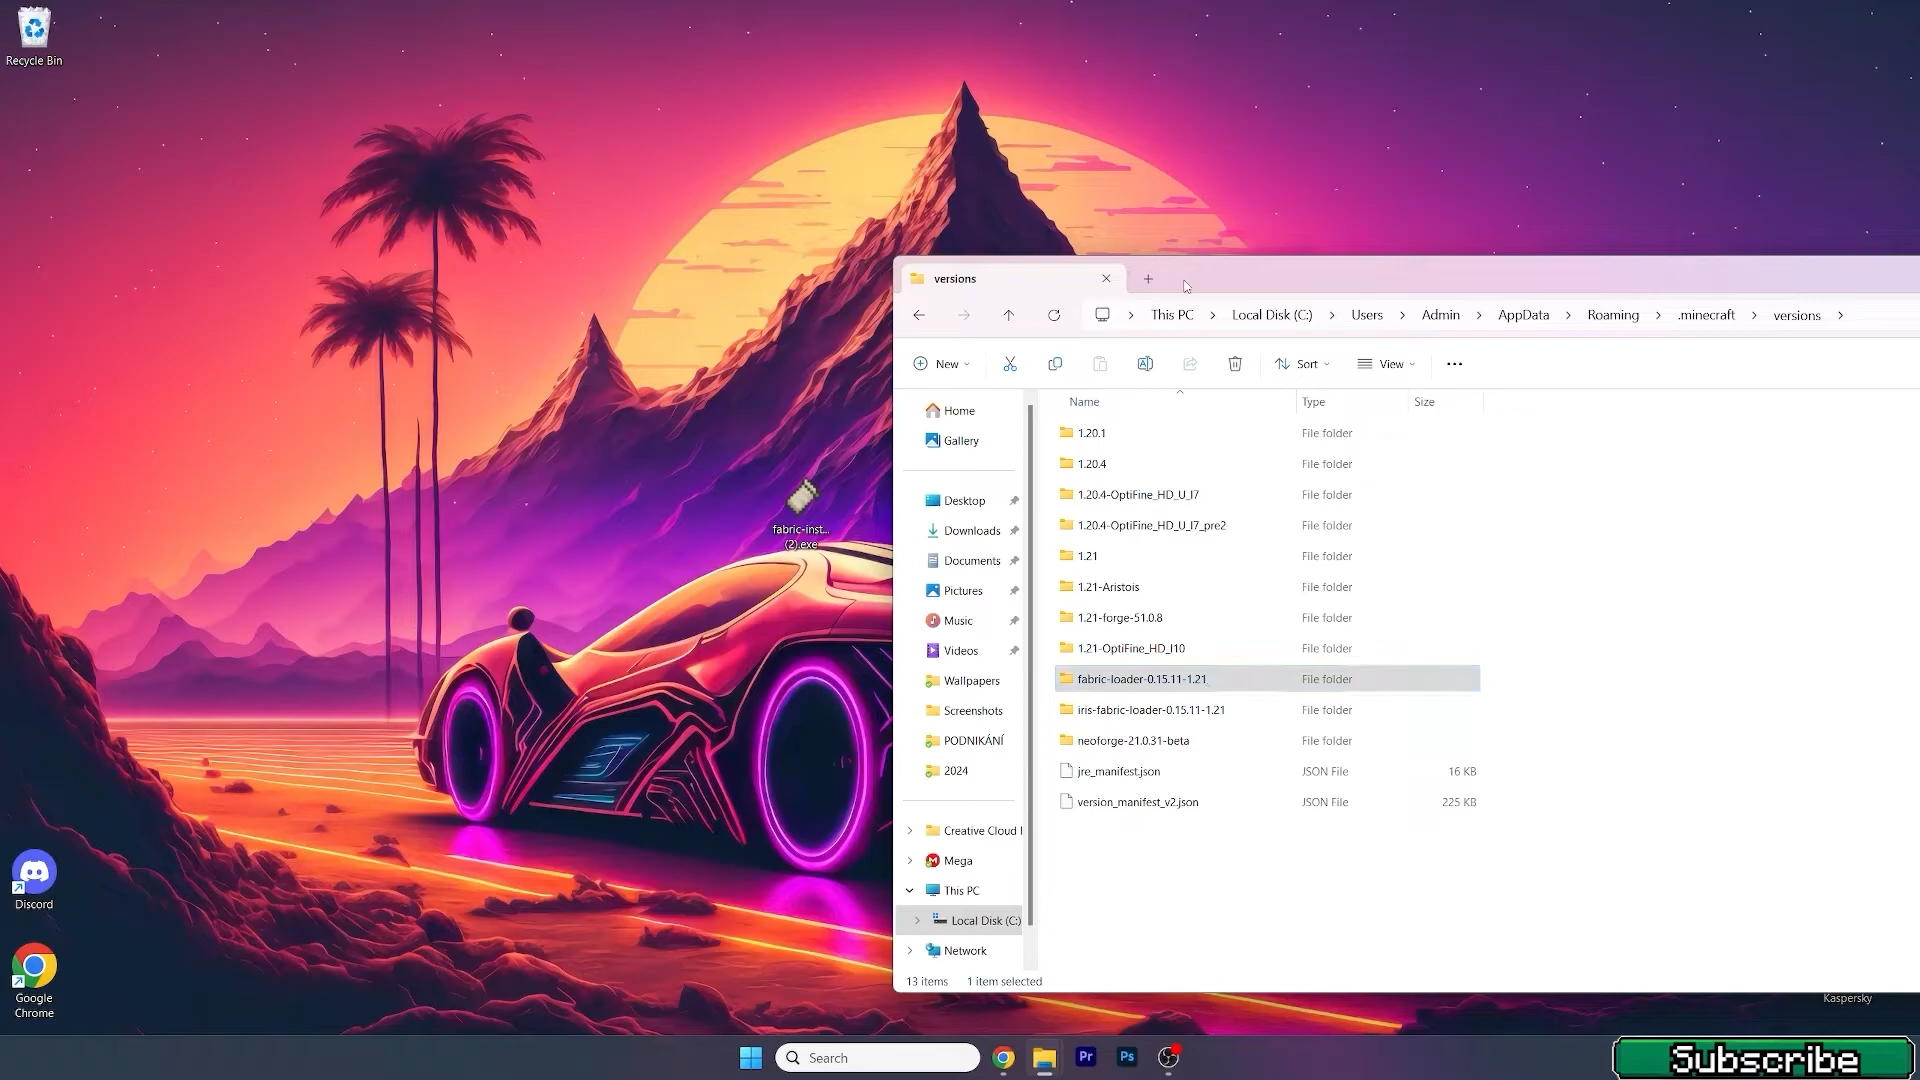 Recycle Bin
fabric-inst...
(2).exe
Discord
Google
Chrome
versions
This PC
Local Disk (C:)
Users
Admin
AppData
Roaming
.minecraft
versions
New
Sort
View
Home
Gallery
Desktop
Downloads
Documents
Pictures
Music
Videos
Wallpapers
Screenshots
PODNIKÁNÍ
2024
Creative Cloud
Mega
This PC
Local Disk (C:)
Network
Name Type Size
1.20.1 File folder
1.20.4 File folder
1.20.4-OptiFine_HD_U_I7 File folder
1.20.4-OptiFine_HD_U_I7_pre2 File folder
1.21 File folder
1.21-Aristois File folder
1.21-forge-51.0.8 File folder
1.21-OptiFine_HD_I10 File folder
fabric-loader-0.15.11-1.21 File folder
iris-fabric-loader-0.15.11-1.21 File folder
neoforge-21.0.31-beta File folder
jre_manifest.json JSON File 16 KB
version_manifest_v2.json JSON File 225 KB
13 items 1 item selected
Kaspersky
Search
Pr
Ps
Subscribe